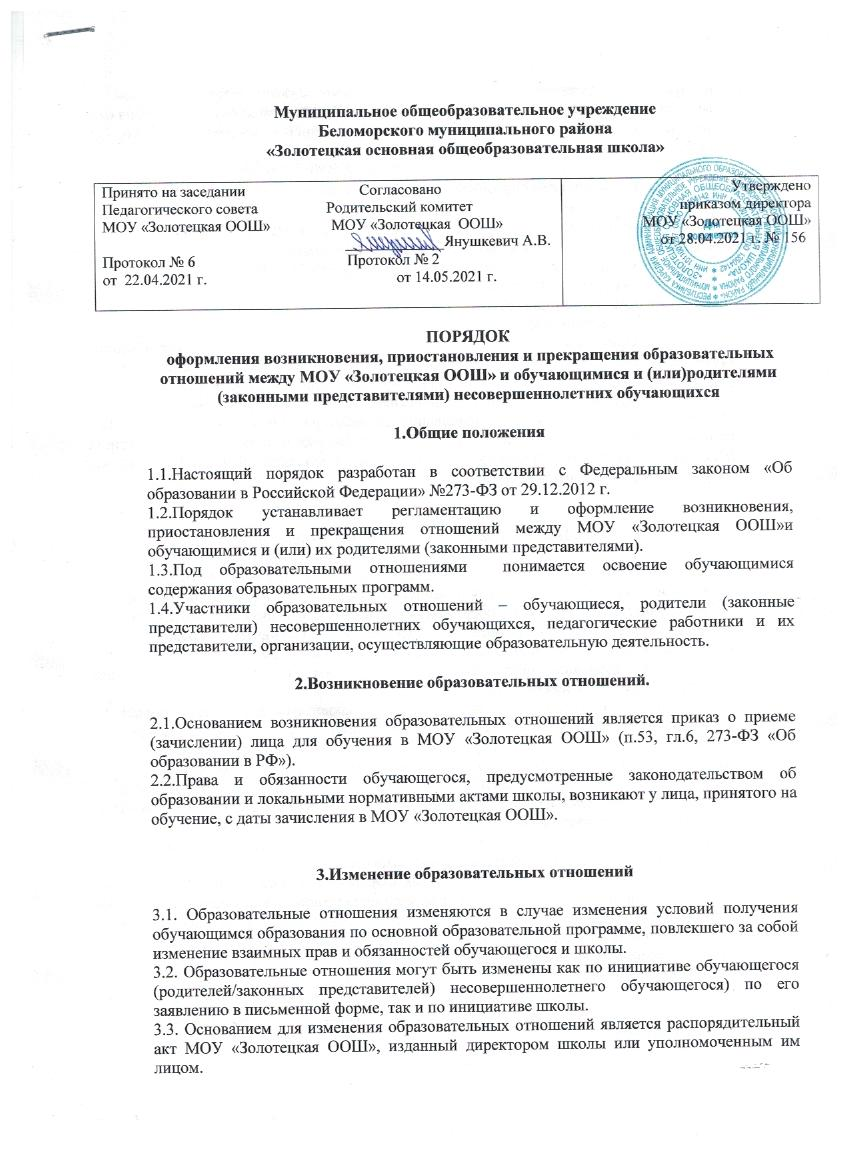 Муниципальное общеобразовательное учреждение
Беломорского муниципального района
«Золотецкая основная общеобразовательная школа»
Принято на заседании
Педагогического совета
МОУ «Золотецкая ООШ»
Протокол № 6
от 22.04.2021 г.
Согласовано
Родительский комитет
МОУ «Золотецкая ООШ»
Янушкевич А.В.
Протокол № 2
от 14.05.2021 г.
Утверждено
приказом директора
МОУ «Золотецкая ООШ»
от 28.04.2021 г. № 156
ПОРЯДОК
оформления возникновения, приостановления и прекращения образовательных
отношений между МОУ «Золотецкая ООШ» и обучающимися и (или)родителями
(законными представителями) несовершеннолетних обучающихся
1.Общие положения
1.1.Настоящий порядок разработан в соответствии с Федеральным законом «Об
образовании в Российской Федерации» №273-ФЗ от 29.12.2012 г.
1.2.Порядок устанавливает регламентацию и оформление возникновения,
приостановления и прекращения отношений между МОУ «Золотецкая ООШ»и
обучающимися и (или) их родителями (законными представителями).
1.3.Под образовательными отношениями понимается освоение обучающимися
содержания образовательных программ.
1.4.Участники образовательных отношений – обучающиеся, родители (законные
представители) несовершеннолетних обучающихся, педагогические работники и их
представители, организации, осуществляющие образовательную деятельность.
2.Возникновение образовательных отношений.
2.1.Основанием возникновения образовательных отношений является приказ о приеме
(зачислении) лица для обучения в МОУ «Золотецкая ООШ» (п.53, гл.6, 273-ФЗ «Об
образовании в РФ»).
2.2.Права и обязанности обучающегося, предусмотренные законодательством об
образовании и локальными нормативными актами школы, возникают у лица, принятого на
обучение, с даты зачисления в МОУ «Золотецкая ООШ».
3.Изменение образовательных отношений
3.1. Образовательные отношения изменяются в случае изменения условий получения
обучающимся образования по основной образовательной программе, повлекшего за собой
изменение взаимных прав и обязанностей обучающегося и школы.
3.2. Образовательные отношения могут быть изменены как по инициативе обучающегося
(родителей/законных представителей) несовершеннолетнего обучающегося) по его
заявлению в письменной форме, так и по инициативе школы.
3.3. Основанием для изменения образовательных отношений является распорядительный
акт МОУ «Золотецкая ООШ», изданный директором школы или уполномоченным им
лицом.